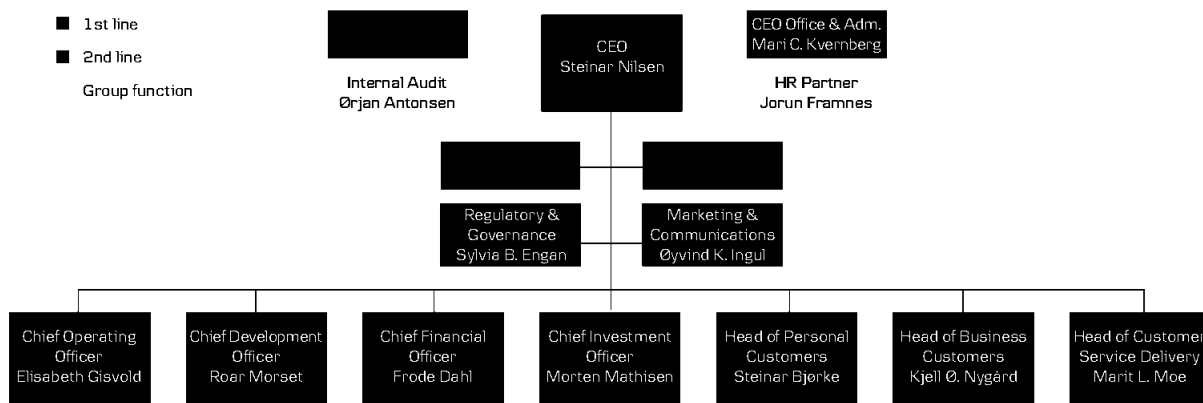 1st line
2nd line
Group function
CEO
Steinar Nilsen
CEO Office & Adm.
Mari C. Kvernberg
Internal Audit
Ørjan Antonsen
HR Partner
Jorun Framnes
Regulatory &
Governance
Sylvia B. Engan
Marketing &
Communications
Øyvind K. Ingul
Chief Operating
Officer
Elisabeth Gisvold
Chief Development
Officer
Roar Morset
Chief Financial
Officer
Frode Dahl
Chief Investment
Officer
Morten Mathisen
Head of Personal
Customers
Steinar Bjørke
Head of Business
Customers
Kjell Ø. Nygård
Head of Customer
Service Delivery
Marit L. Moe